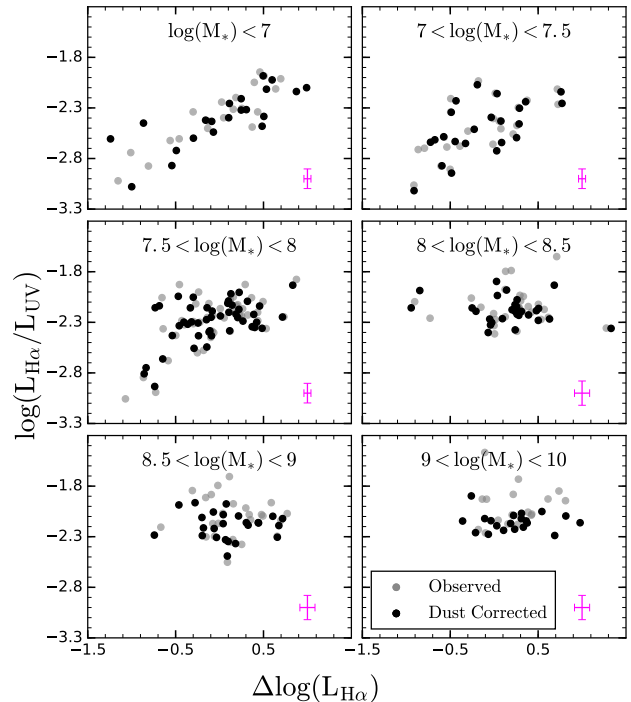 log(M*) < 7
7 < log(M*) < 7.5
−1.8
−2.3
−2.8
−3.3
7.5 < log(M*) < 8
8 < log(M*) < 8.5
−1.8
−2.3
−2.8
−3.3
log(LHα/LUV)
8.5 < log(M*) < 9
9 < log(M*) < 10
−1.8
−2.3
−2.8
−3.3
Observed
Dust Corrected
−1.5 −0.5 0.5 −1.5 −0.5 0.5
Δlog(LHα)